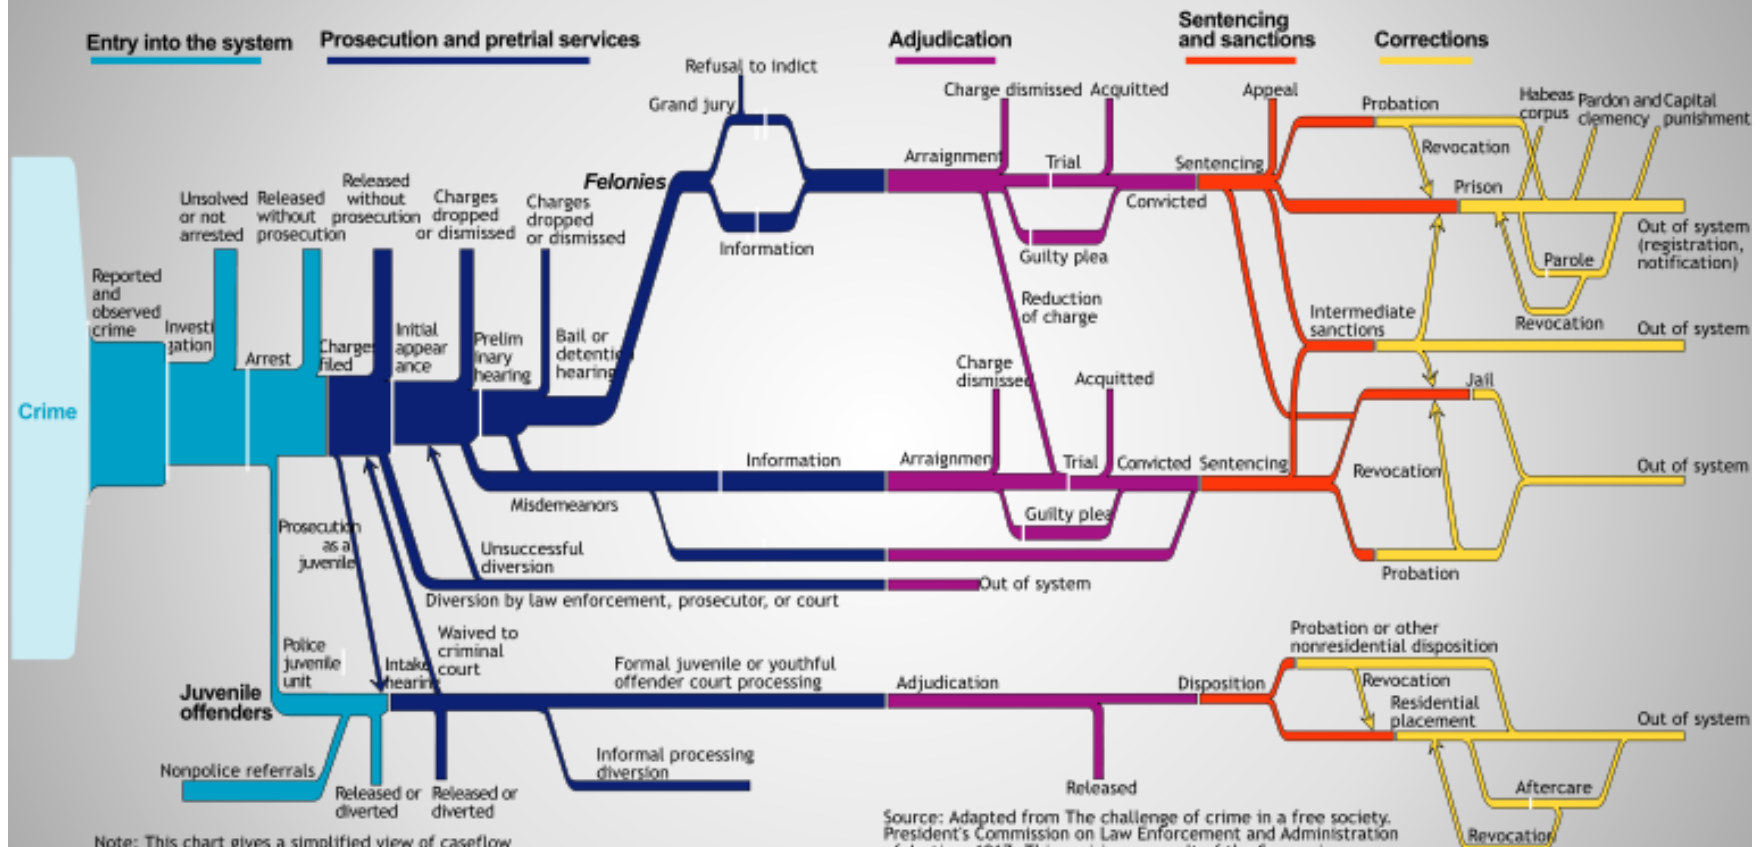 Entry into the system
Prosecution and pretrial services
Adjudication
Sentencing
and sanctions
Corrections
Refusal to indict
Grand jury
Felonies
Information
Charge dismissed
Acquitted
Arraignment
Trial
Convicted
Guilty plea
Reduction
of charge
Appeal
Sentencing
Probation
Revocation
Prison
Habeas
corpus
Pardon and
clemency
Capital
punishment
Out of system
(registration,
notification)
Parole
Revocation
Intermediate
sanctions
Out of system
Crime
Reported
and
observed
crime
Investi
gation
Unsolved
or not
arrested
Arrest
Released
without
prosecution
Charges
filed
Released
without
prosecution
Initial
appear
ance
Charges
dropped
or dismissed
Prelim
inary
hearing
Charges
dropped
or dismissed
Bail or
detention
hearing
Charge
dismissed
Acquitted
Jail
Information
Arraignmen
Trial
Convicted
Sentencing
Revocation
Out of system
Misdemeanors
Guilty plea
Probation
Unsuccessful
diversion
Out of system
Diversion by law enforcement, prosecutor, or court
Prosecution
as a
juvenile
Police
juvenile
unit
Juvenile
offenders
Intake
hearing
Waived to
criminal
court
Formal juvenile or youthful
offender court processing
Adjudication
Disposition
Probation or other
nonresidential disposition
Revocation
Residential
placement
Out of system
Nonpolice referrals
Released or
diverted
Released or
diverted
Informal processing
diversion
Released
Aftercare
Revocation
Note: This chart gives a simplified view of caseflow
Source: Adapted from The challenge of crime in a free society.
President's Commission on Law Enforcement and Administration